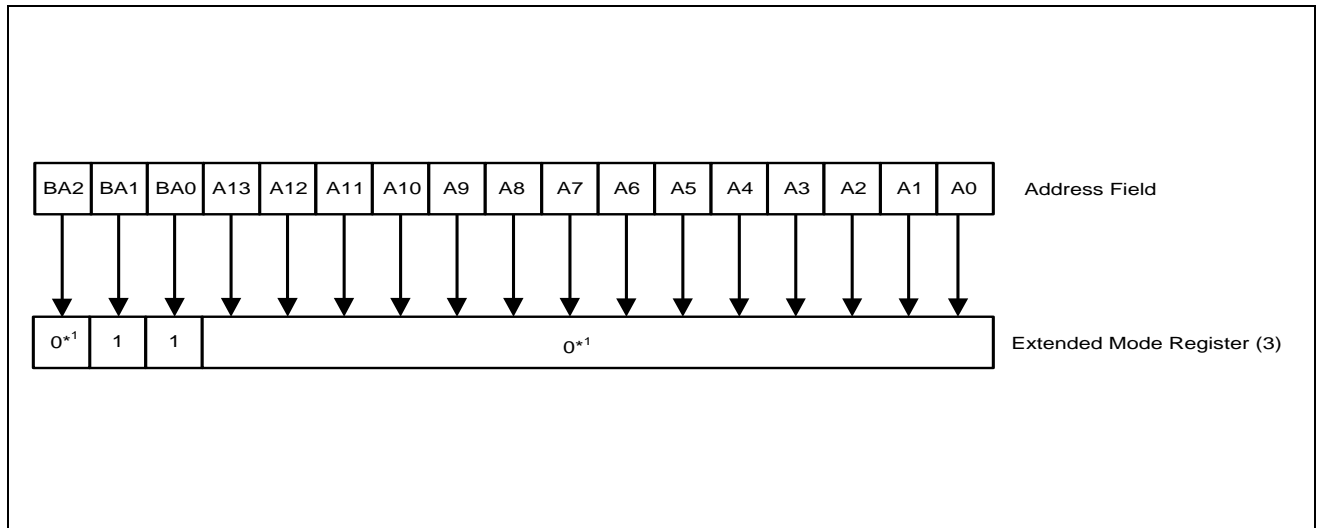 BA2 BA1 BA0 A13 A12 A11 A10 A9 A8 A7 A6 A5 A4 A3 A2 A1 A0 Address Field
0*1 1 1 0*1 Extended Mode Register (3)